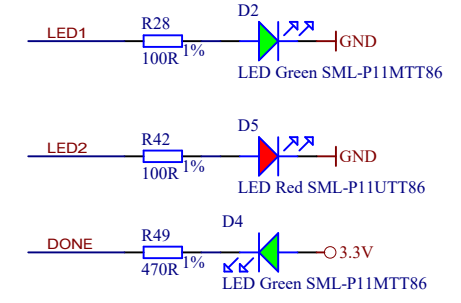 D2
R28
LED1
GND
1%
100R
LED Green SML-P11MTT86
D5
R42
LED2
GND
1%
100R
LED Red SML-P11UTT86
D4
R49
DONE
3.3V
1%
470R
LED Green SML-P11MTT86